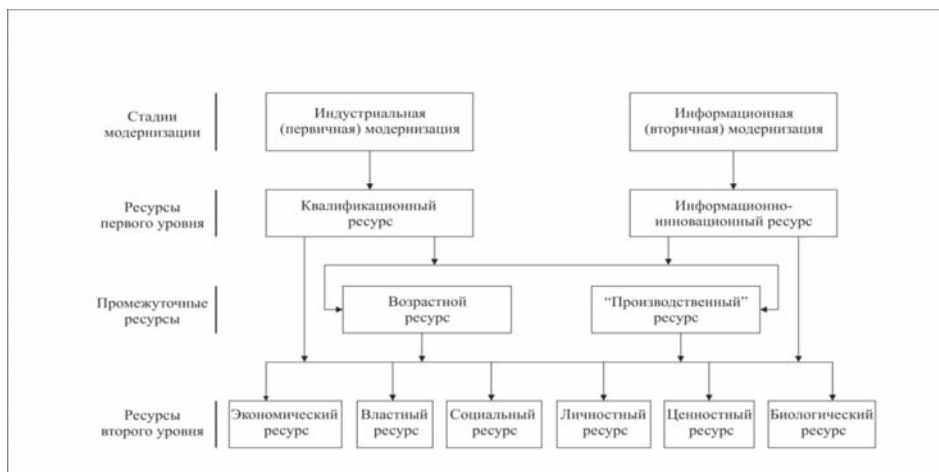 Стадии
модернизации
Индустриальная
(первичная) модернизация
Информационная
(вторичная) модернизация
Ресурсы
первого уровня
Квалификационный
ресурс
Информационно-
инновационный ресурс
Промежуточные
ресурсы
Возрастной
ресурс
“Производственный”
ресурс
Ресурсы
второго уровня
Экономический
ресурс
Властный
ресурс
Социальный
ресурс
Личностный
ресурс
Ценностный
ресурс
Биологический
ресурс